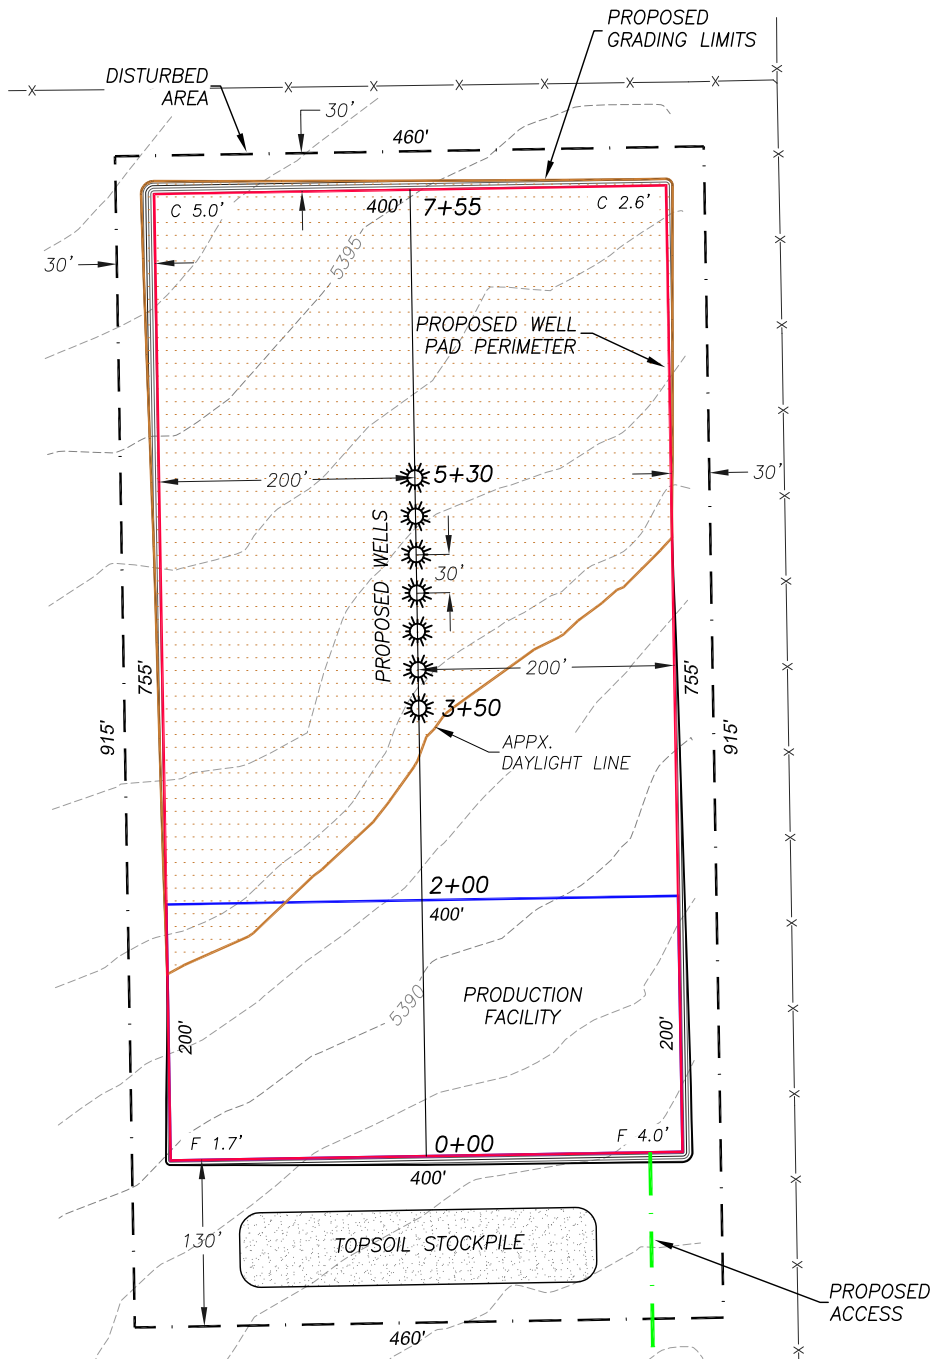 PROPOSED
GRADING LIMITS
DISTURBED
AREA
30'
460'
C 5.0'
400'
7+55
C 2.6'
5395
30'
PROPOSED WELL
PAD PERIMETER
200'
5+30
30'
PROPOSED WELLS
30'
200'
755'
755'
3+50
915'
915'
APPX.
DAYLIGHT LINE
2+00
400'
5390
PRODUCTION
FACILITY
200'
200'
F 1.7'
0+00
F 4.0'
400'
130'
TOPSOIL STOCKPILE
PROPOSED
ACCESS
460'